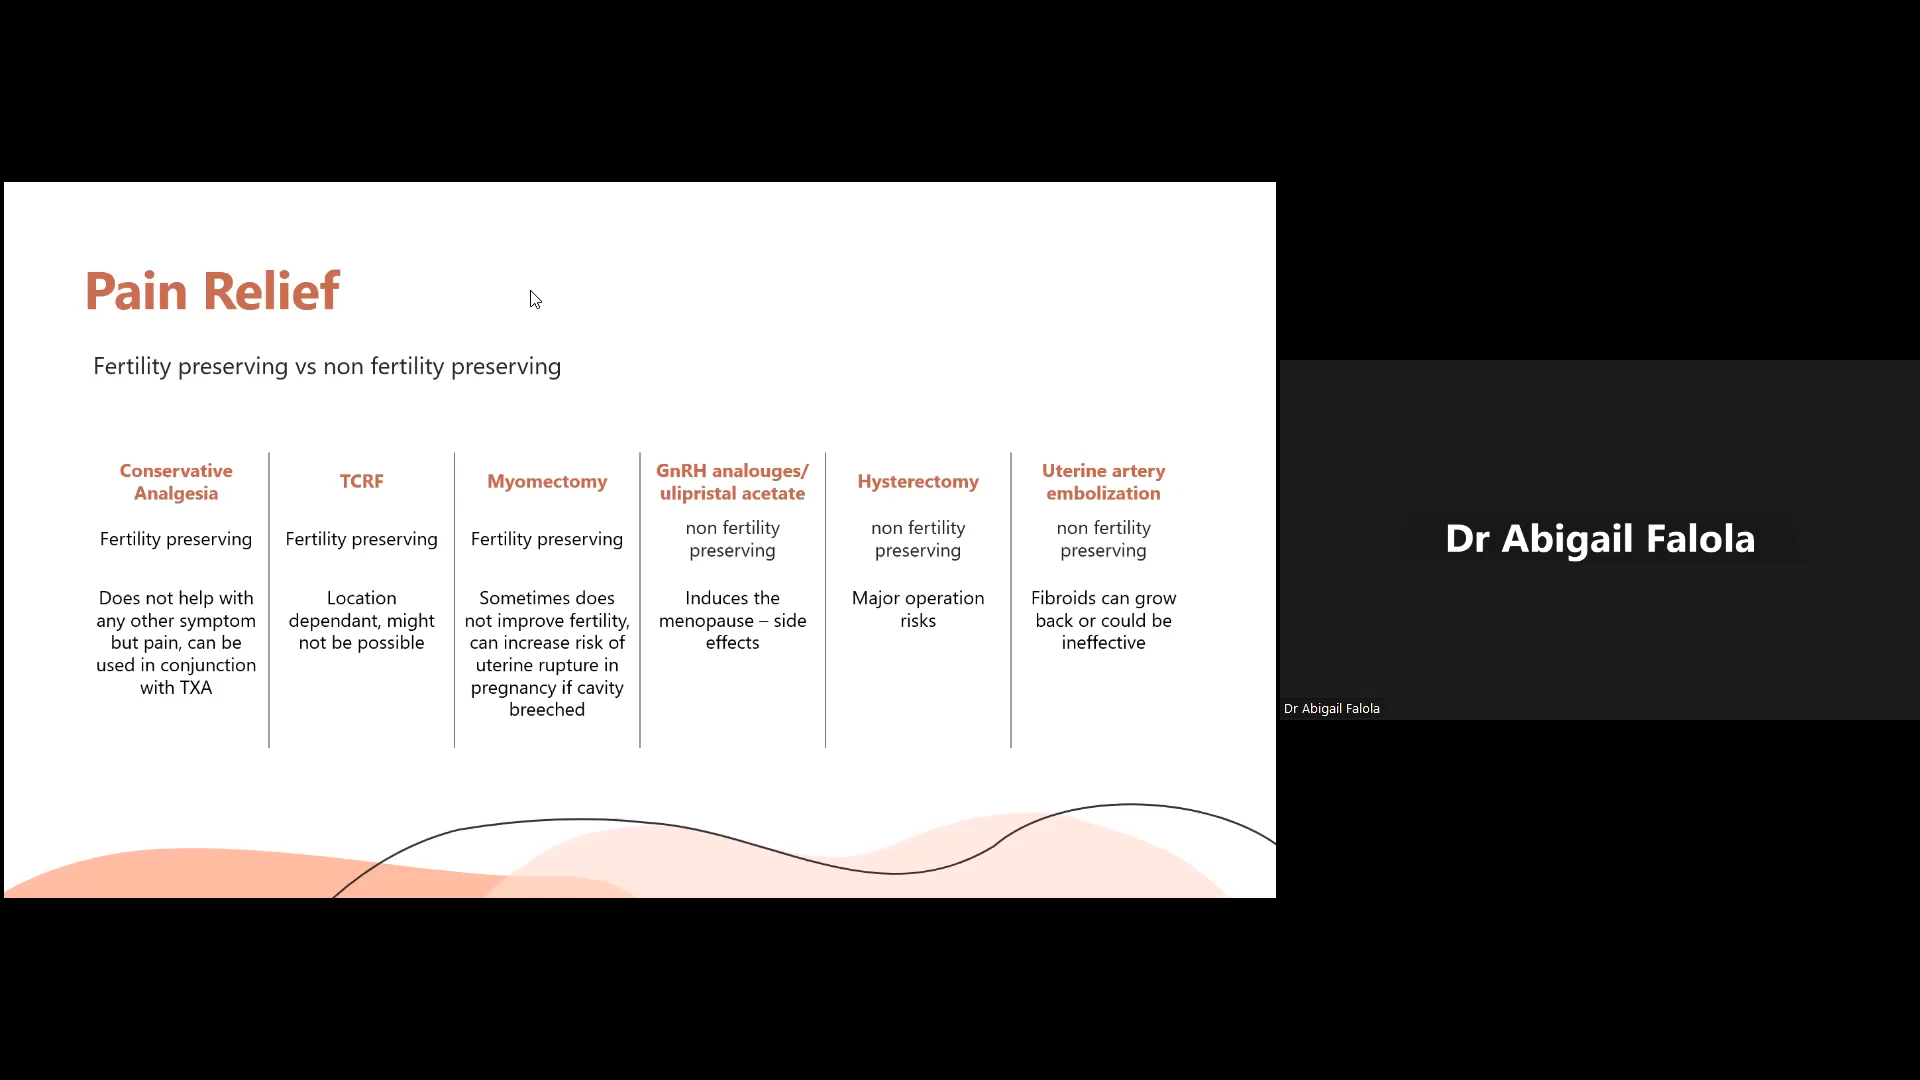 Pain Relief
Fertility preserving vs non fertility preserving
Conservative
Analgesia
Fertility preserving
Does not help with
any other symptom
but pain, can be
used in conjunction
with TXA
TCRF
Fertility preserving
Location
dependant, might
not be possible
Myomectomy
Fertility preserving
Sometimes does
not improve fertility,
can increase risk of
uterine rupture in
pregnancy if cavity
breeched
GnRH analouges/
ulipristal acetate
non fertility
preserving
Induces the
menopause – side
effects
Hysterectomy
non fertility
preserving
Major operation
risks
Uterine artery
embolization
non fertility
preserving
Fibroids can grow
back or could be
ineffective
Dr Abigail Falola
Dr Abigail Falola